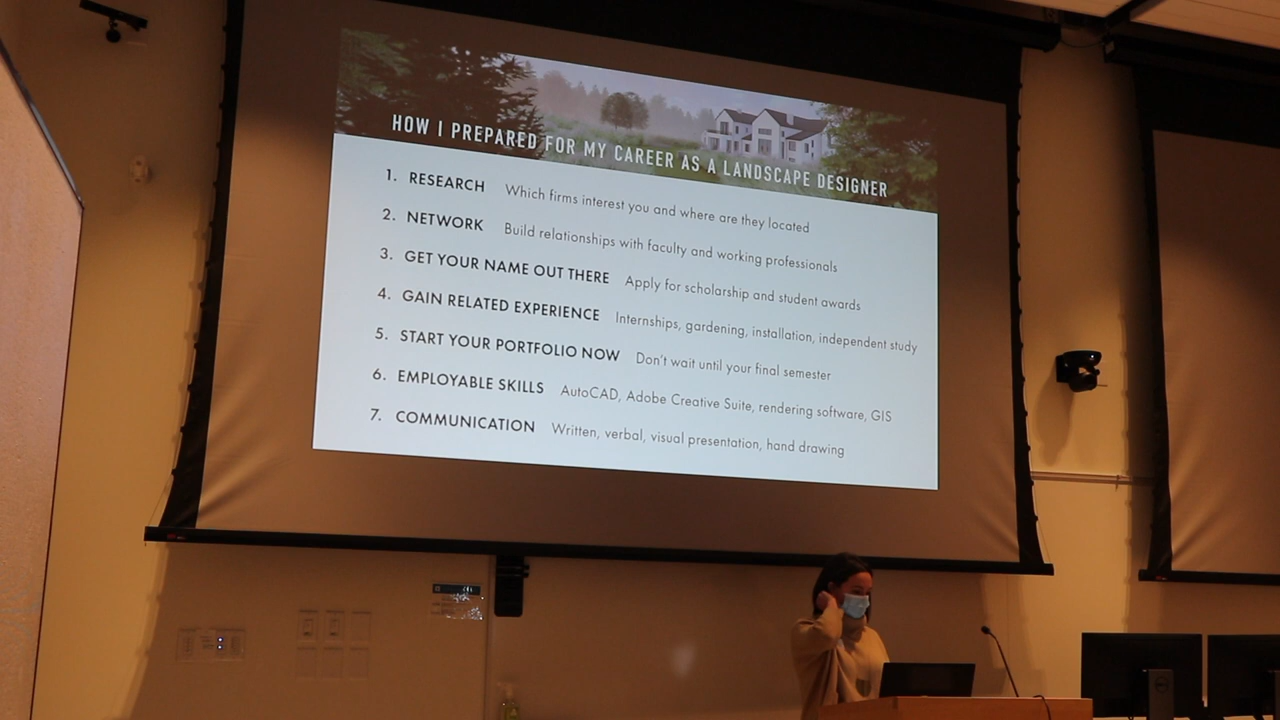 HOW I PREPARED FOR MY CAREER AS A LANDSCAPE DESIGNER
1. RESEARCH Which firms interest you and where are they located
2. NETWORK Build relationships with faculty and working professionals
3. GET YOUR NAME OUT THERE Apply for scholarship and student awards
4. GAIN RELATED EXPERIENCE Internships, gardening, installation, independent study
5. START YOUR PORTFOLIO NOW Don't wait until your final semester
6. EMPLOYABLE SKILLS AutoCAD, Adobe Creative Suite, rendering software, GIS
7. COMMUNICATION Written, verbal, visual presentation, hand drawing